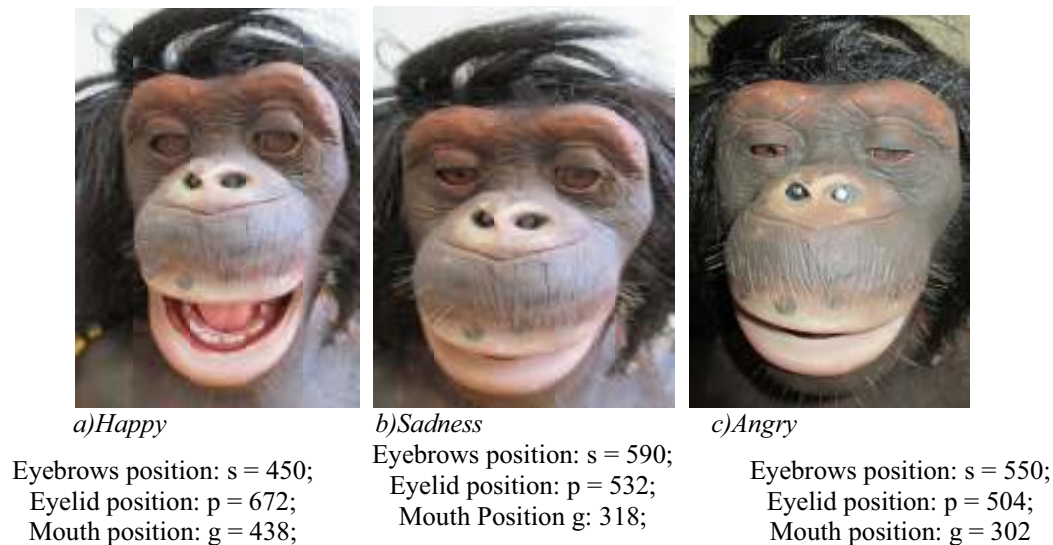 a)Happy
Eyebrows position: s = 450;
Eyelid position: p = 672;
Mouth position: g = 438;
b)Sadness
Eyebrows position: s = 590;
Eyelid position: p = 532;
Mouth Position g: 318;
c)Angry
Eyebrows position: s = 550;
Eyelid position: p = 504;
Mouth position: g = 302